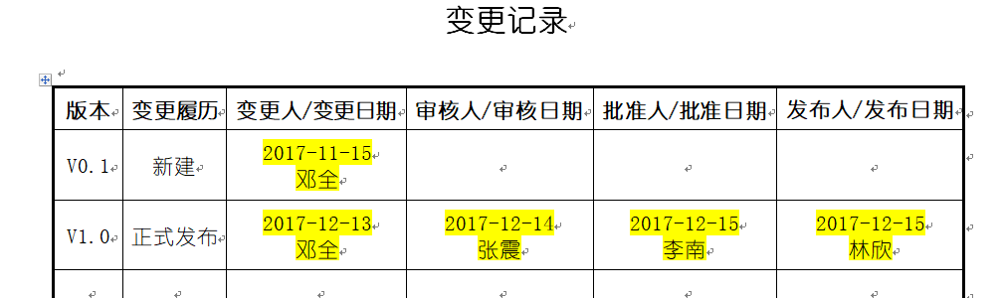 变更记录
版本 变更履历 变更人/变更日期 审核人/审核日期 批准人/批准日期 发布人/发布日期
V0.1 新建 2017-11-15
邓全
V1.0 正式发布 2017-12-13 2017-12-14 2017-12-15 2017-12-15
邓全 张震 李南 林欣